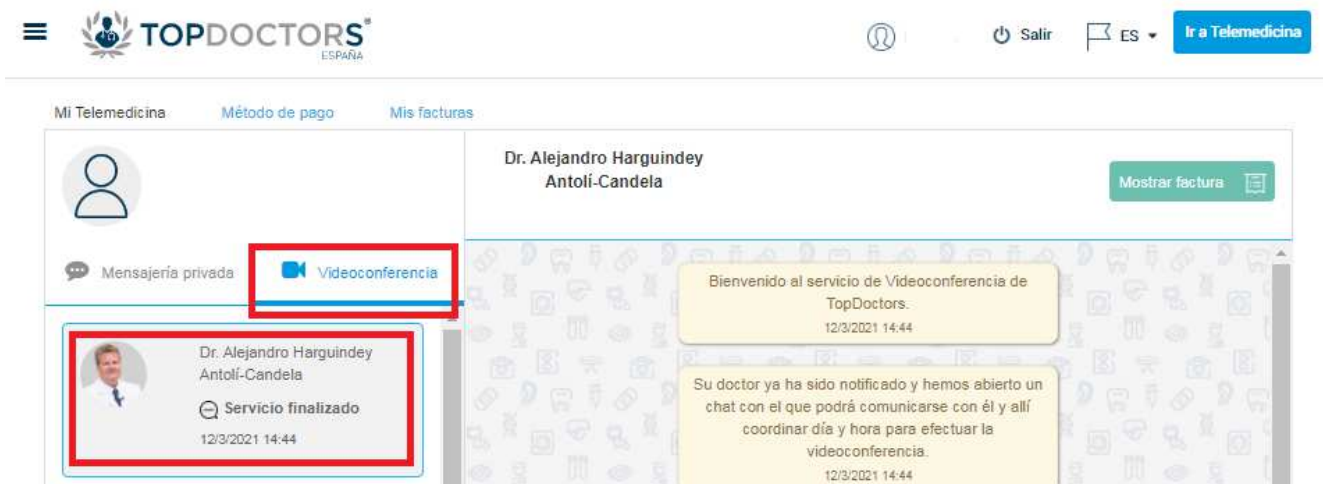 TOPDOCTORS®
ESPAÑA
Salir
ES
Ir a Telemedicina
Mi Telemedicina
Método de pago
Mis facturas
Dr. Alejandro Harguindey
Antolí-Candela
Mostrar factura
Mensajería privada
Videoconferencia
Dr. Alejandro Harguindey
Antolí-Candela
Servicio finalizado
12/3/2021 14:44
Bienvenido al servicio de Videoconferencia de
TopDoctors.
12/3/2021 14:44
Su doctor ya ha sido notificado y hemos abierto un
chat con el que podrá comunicarse con él y allí
coordinar día y hora para efectuar la
videoconferencia.
12/3/2021 14:44